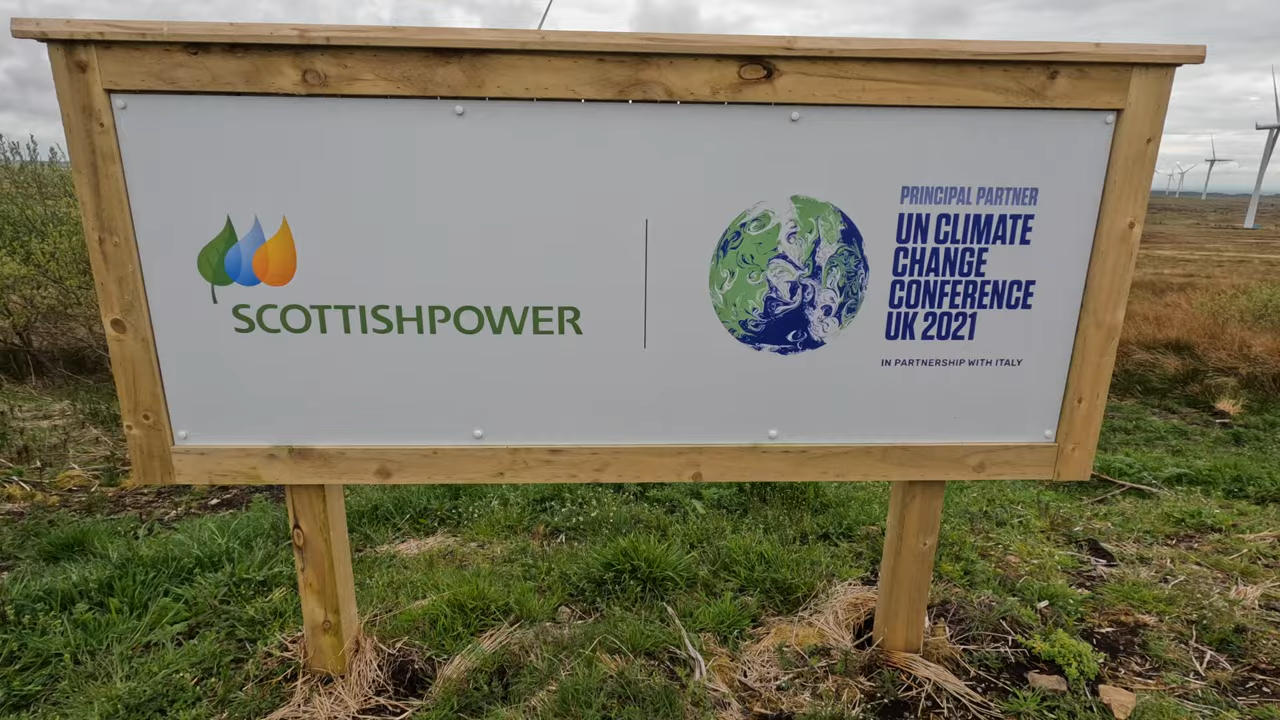 SCOTTISHPOWER
PRINCIPAL PARTNER
UN CLIMATE
CHANGE
CONFERENCE
UK 2021
IN PARTNERSHIP WITH ITALY